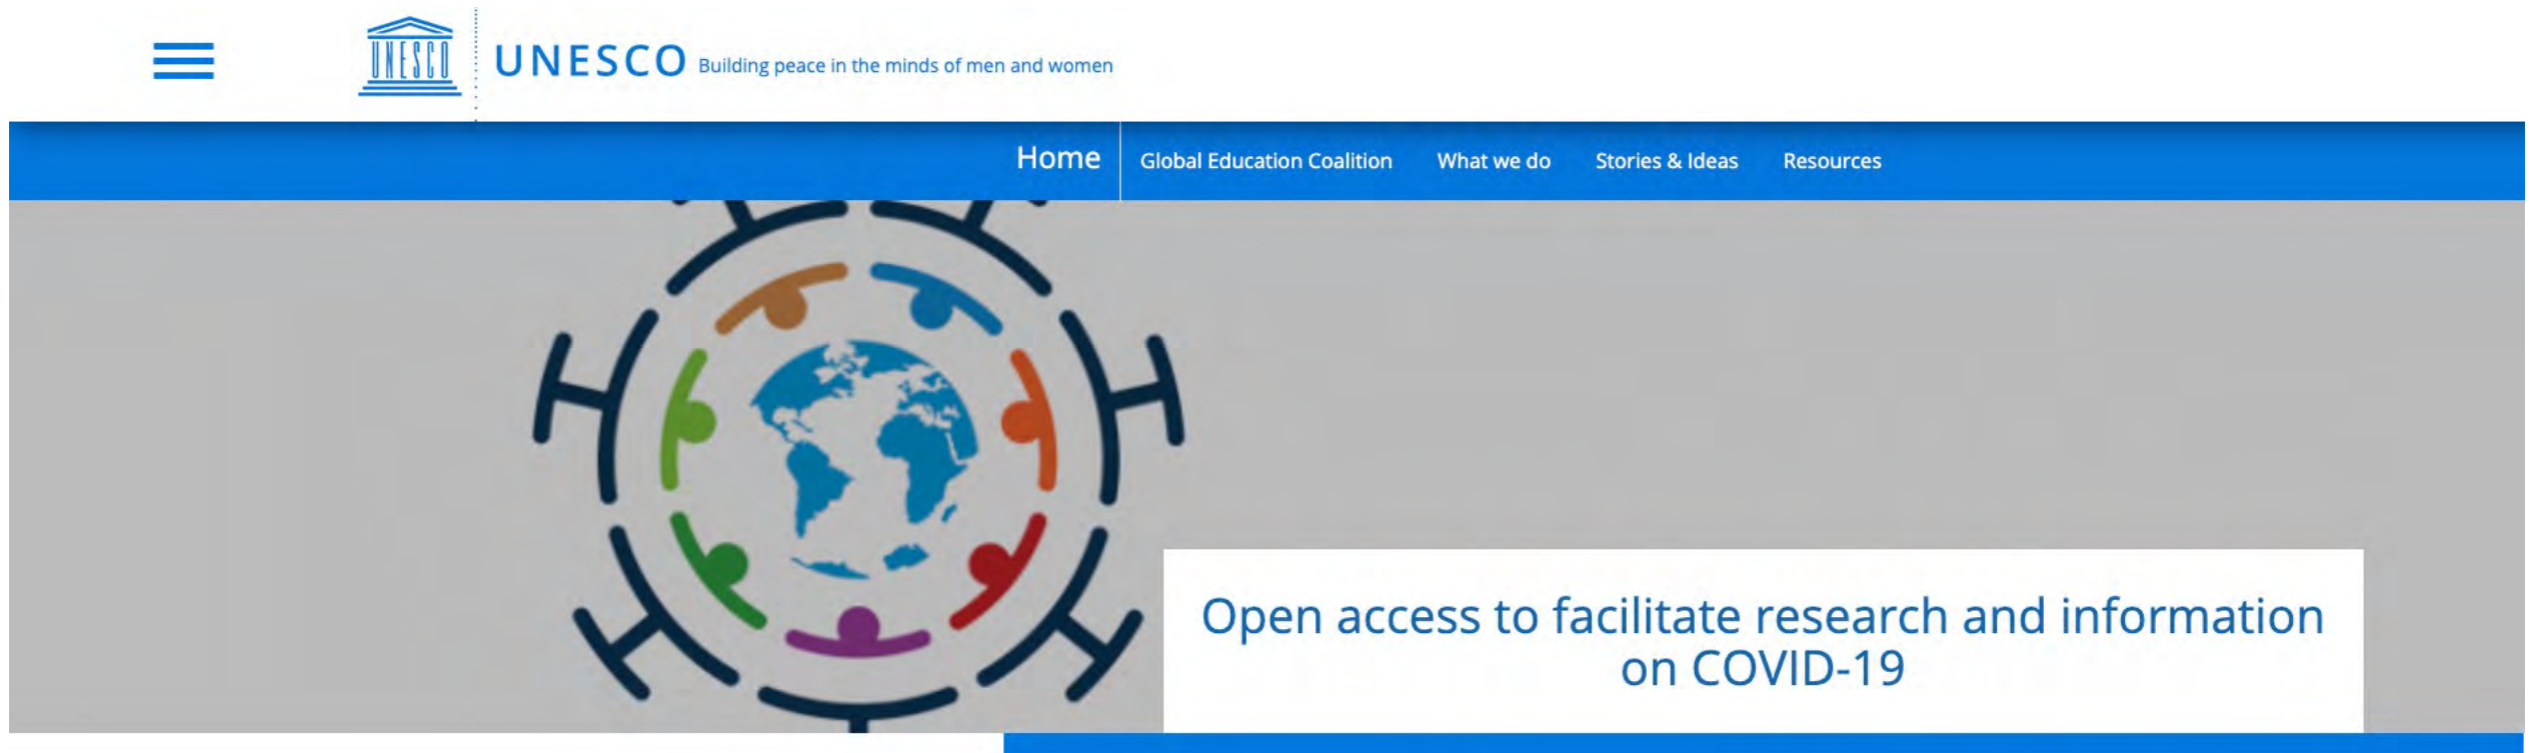 UNESCO
UNESCO Building peace in the minds of men and women
Home Global Education Coalition What we do Stories & Ideas Resources
Open access to facilitate research and information
on COVID-19